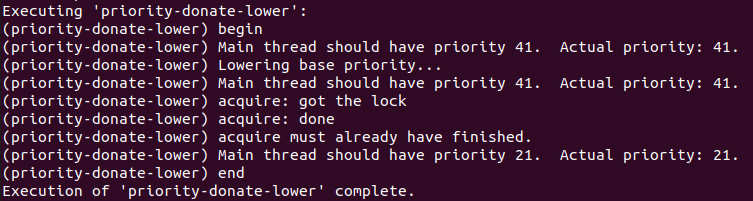 Executing 'priority-donate-lower':
(priority-donate-lower) begin
(priority-donate-lower) Main thread should have priority 41.  Actual priority: 41.
(priority-donate-lower) Lowering base priority...
(priority-donate-lower) Main thread should have priority 41.  Actual priority: 41.
(priority-donate-lower) acquire: got the lock
(priority-donate-lower) acquire: done
(priority-donate-lower) acquire must already have finished.
(priority-donate-lower) Main thread should have priority 21.  Actual priority: 21.
(priority-donate-lower) end
Execution of 'priority-donate-lower' complete.